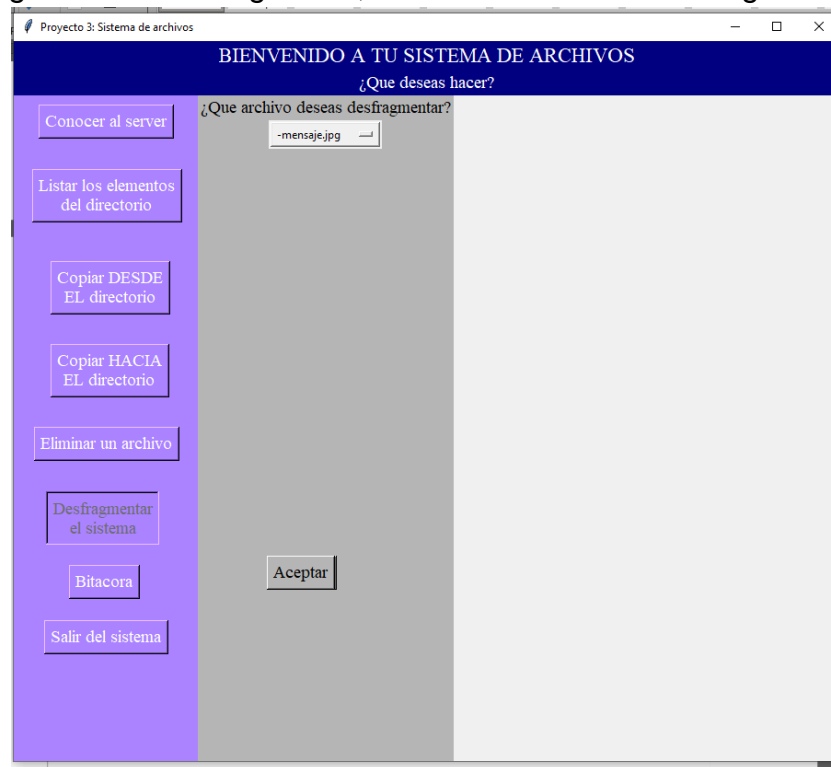 Proyecto 3: Sistema de archivos
BIENVENIDO A TU SISTEMA DE ARCHIVOS
¿Que deseas hacer?
Conocer al server
¿Que archivo deseas desfragmentar?
-mensaje.jpg
Listar los elementos
del directorio
Copiar DESDE
EL directorio
Copiar HACIA
EL directorio
Eliminar un archivo
Desfragmentar
el sistema
Aceptar
Bitacora
Salir del sistema